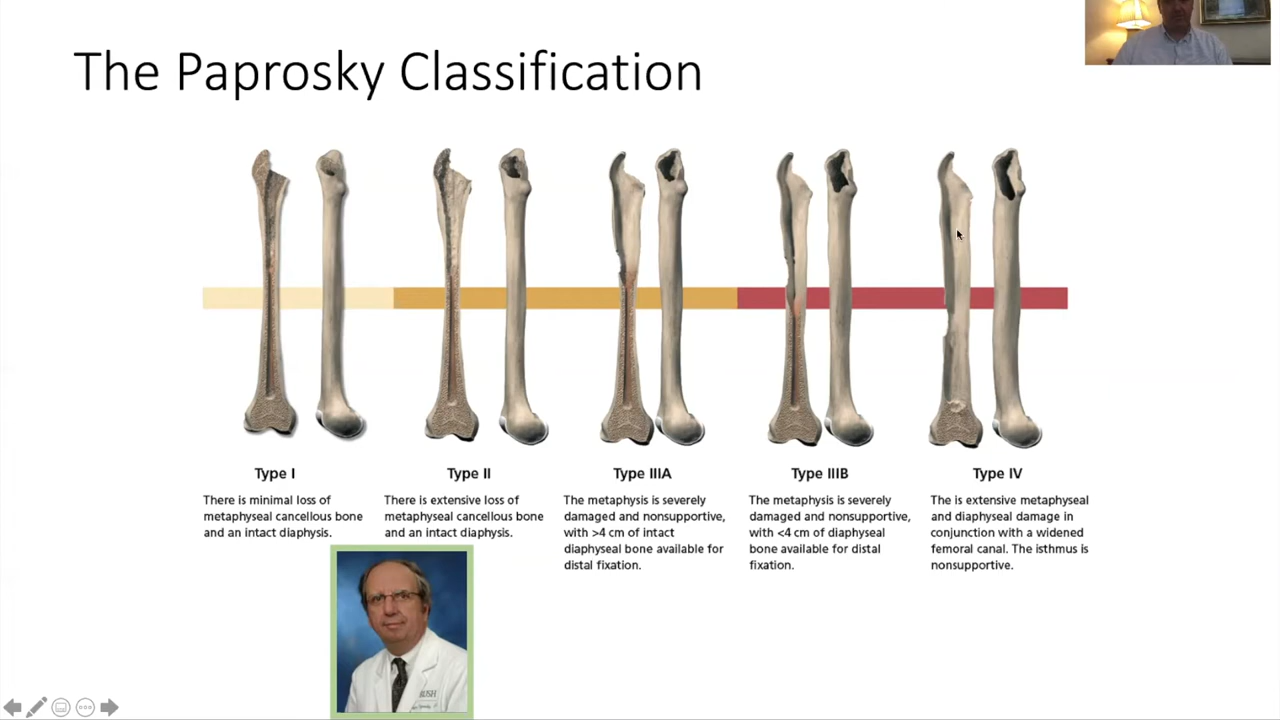 The Paprosky Classification
Type I
There is minimal loss of
metaphyseal cancellous bone
and an intact diaphysis.
Type II
There is extensive loss of
metaphyseal cancellous bone
and an intact diaphysis.
Type IIIA
The metaphysis is severely
damaged and nonsupportive,
with >4 cm of intact
diaphyseal bone available for
distal fixation.
Type IIIB
The metaphysis is severely
damaged and nonsupportive,
with <4 cm of diaphyseal
bone available for distal
fixation.
Type IV
The is extensive metaphyseal
and diaphyseal damage in
conjunction with a widened
femoral canal. The isthmus is
nonsupportive.
RUSH